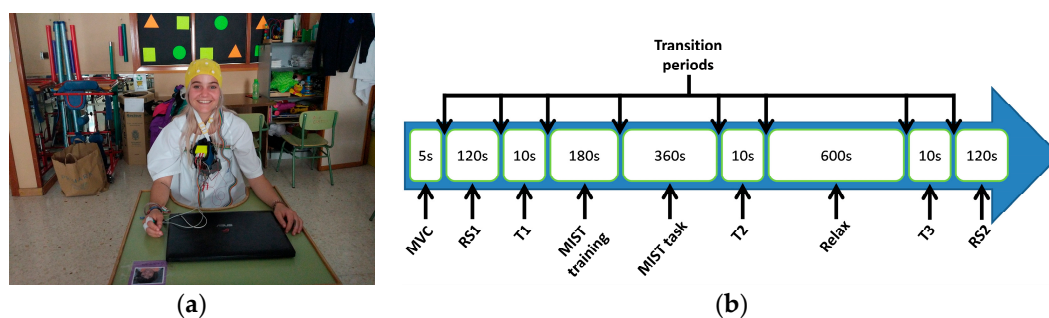 Transition
periods
5s
120s
10s
180s
360s
10s
600s
10s
120s
MVC
RS1
T1
MIST
training
MIST task
T2
Relax
T3
RS2
(a)
(b)